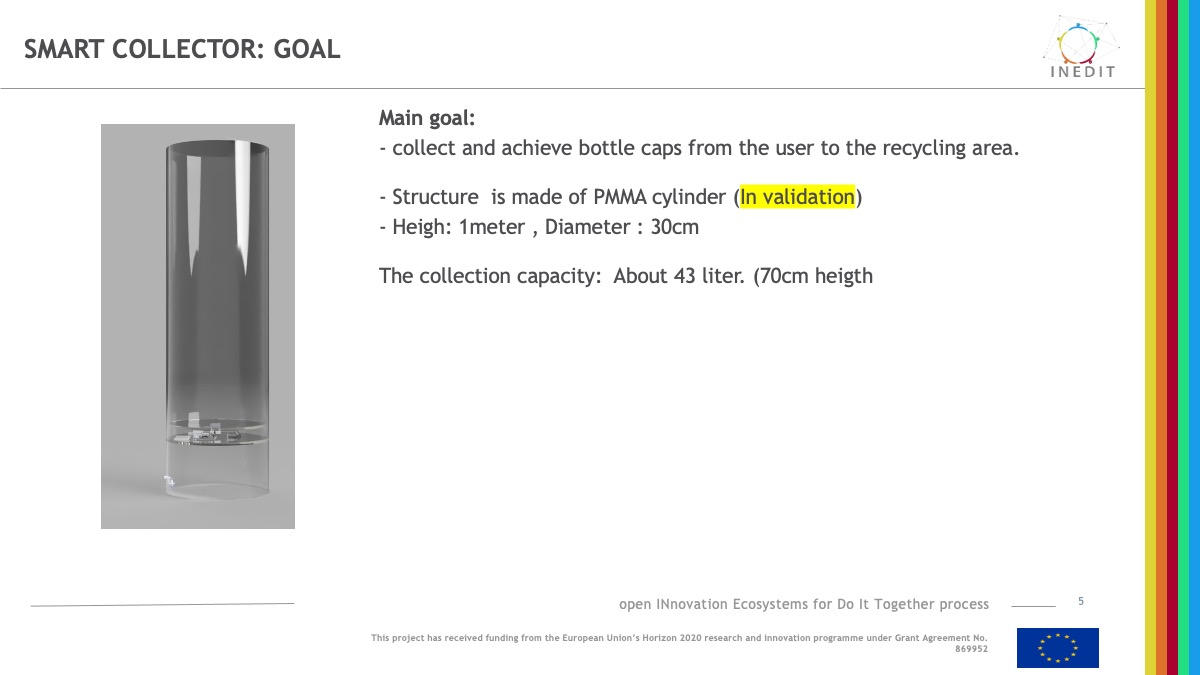 SMART COLLECTOR: GOAL
INEDIT
Main goal:
- collect and achieve bottle caps from the user to the recycling area.
- Structure  is made of PMMA cylinder (In validation)
- Heigh: 1meter , Diameter : 30cm
The collection capacity:  About 43 liter. (70cm heigth
open INnovation Ecosystems for Do It Together process
5
This project has received funding from the European Union's Horizon 2020 research and innovation programme under Grant Agreement No.
869952